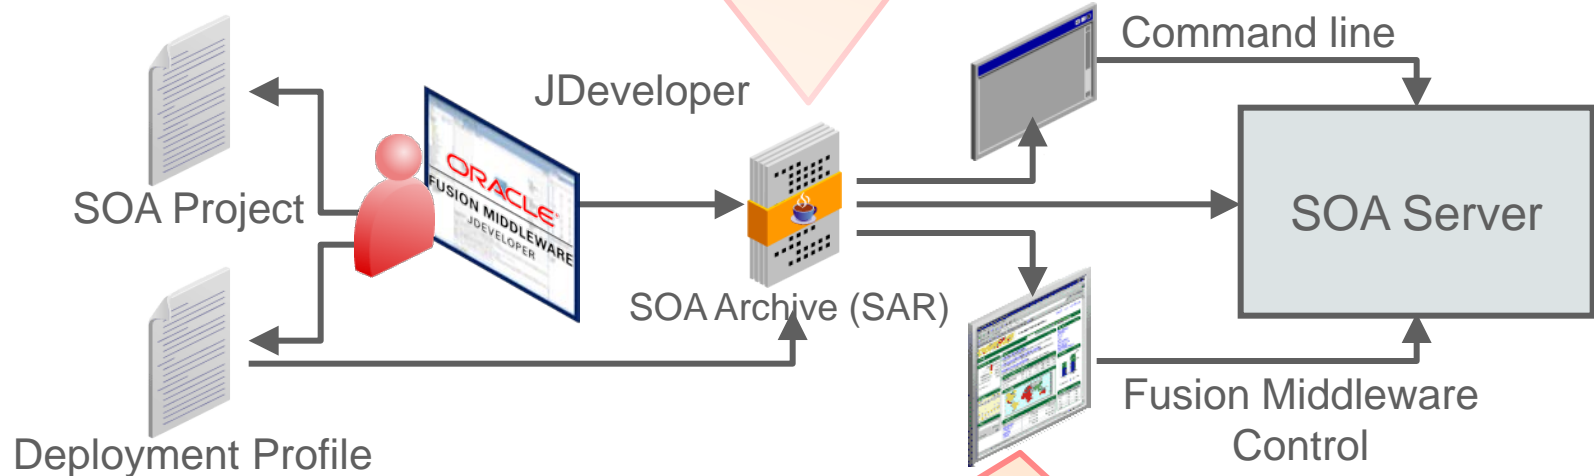 Command line
JDeveloper
ORACLE
FUSION MIDDLEWARE
JDEVELOPER
SOA Project
SOA Server
SOA Archive (SAR)
Fusion Middleware
Control
Deployment Profile